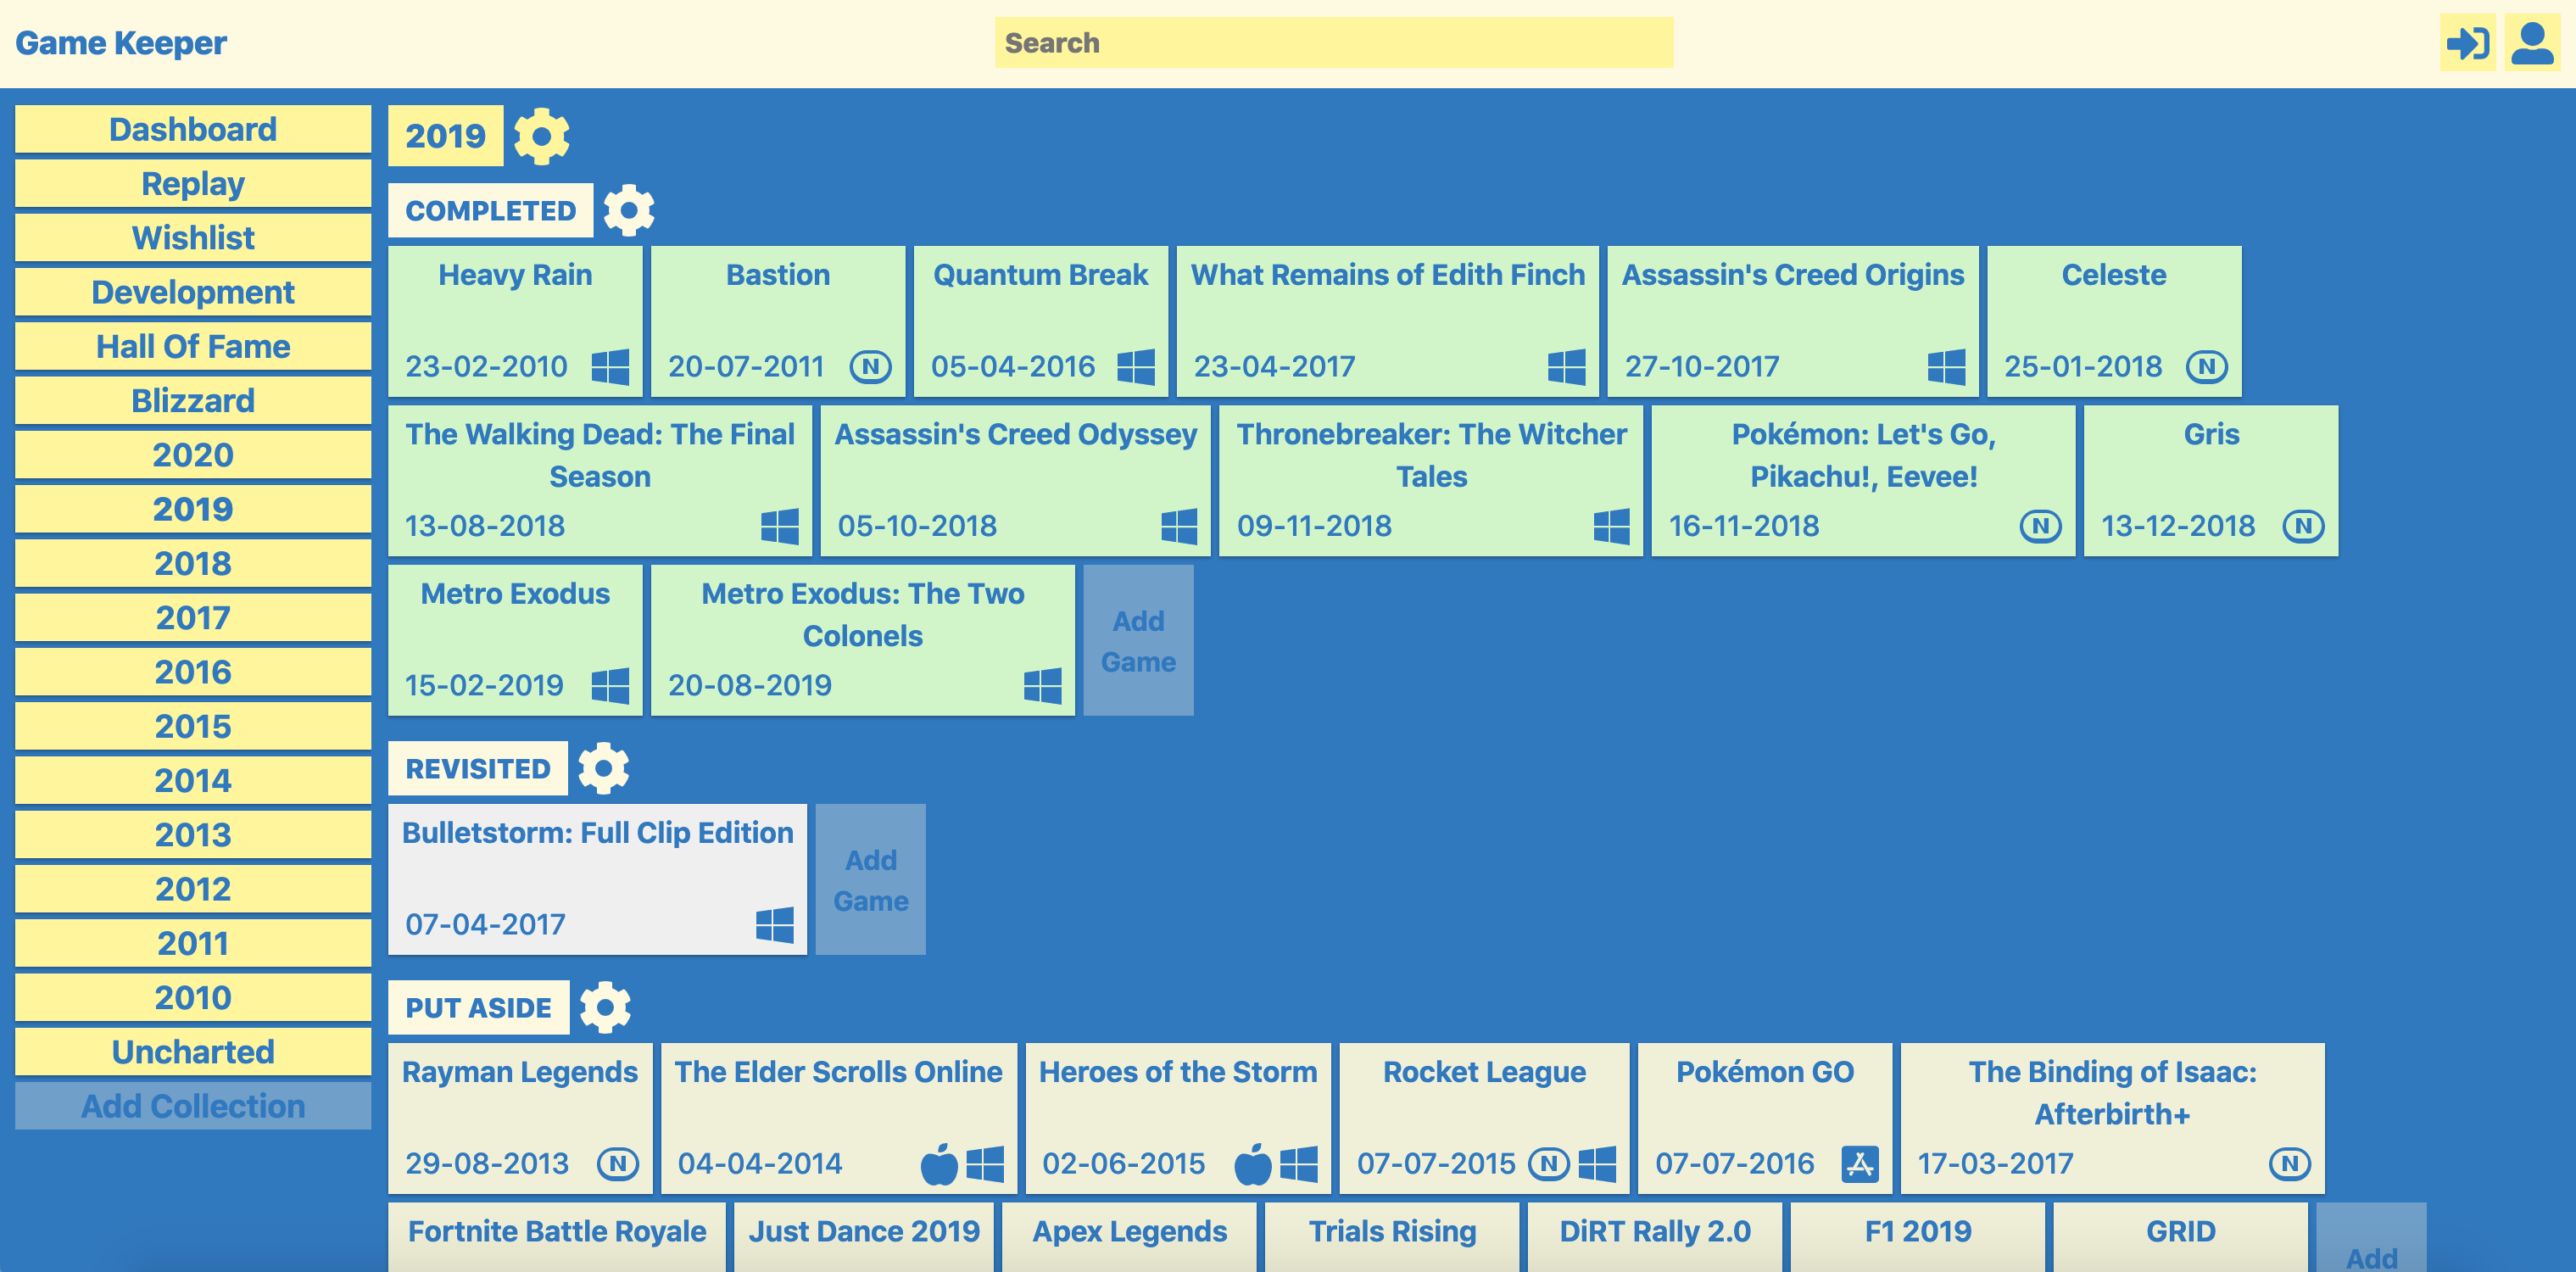 Game Keeper
Search
Dashboard
Replay
Wishlist
Development
Hall Of Fame
Blizzard
2020
2019
2018
2017
2016
2015
2014
2013
2012
2011
2010
Uncharted
Add Collection
2019
COMPLETED
Heavy Rain
23-02-2010
Bastion
20-07-2011 N
Quantum Break
05-04-2016
What Remains of Edith Finch
23-04-2017
Assassin's Creed Origins
27-10-2017
Celeste
25-01-2018 N
The Walking Dead: The Final
Season
13-08-2018
Assassin's Creed Odyssey
05-10-2018
Thronebreaker: The Witcher
Tales
09-11-2018
Pokémon: Let's Go,
Pikachu!, Eevee!
16-11-2018 N
Gris
13-12-2018 N
Metro Exodus
15-02-2019
Metro Exodus: The Two
Colonels
20-08-2019
Add
Game
REVISITED
Bulletstorm: Full Clip Edition
07-04-2017
Add
Game
PUT ASIDE
Rayman Legends
29-08-2013 N
The Elder Scrolls Online
04-04-2014
Heroes of the Storm
02-06-2015
Rocket League
07-07-2015 N
Pokémon GO
07-07-2016
The Binding of Isaac:
Afterbirth+
17-03-2017 N
Fortnite Battle Royale
Just Dance 2019
Apex Legends
Trials Rising
DiRT Rally 2.0
F1 2019
GRID
Add